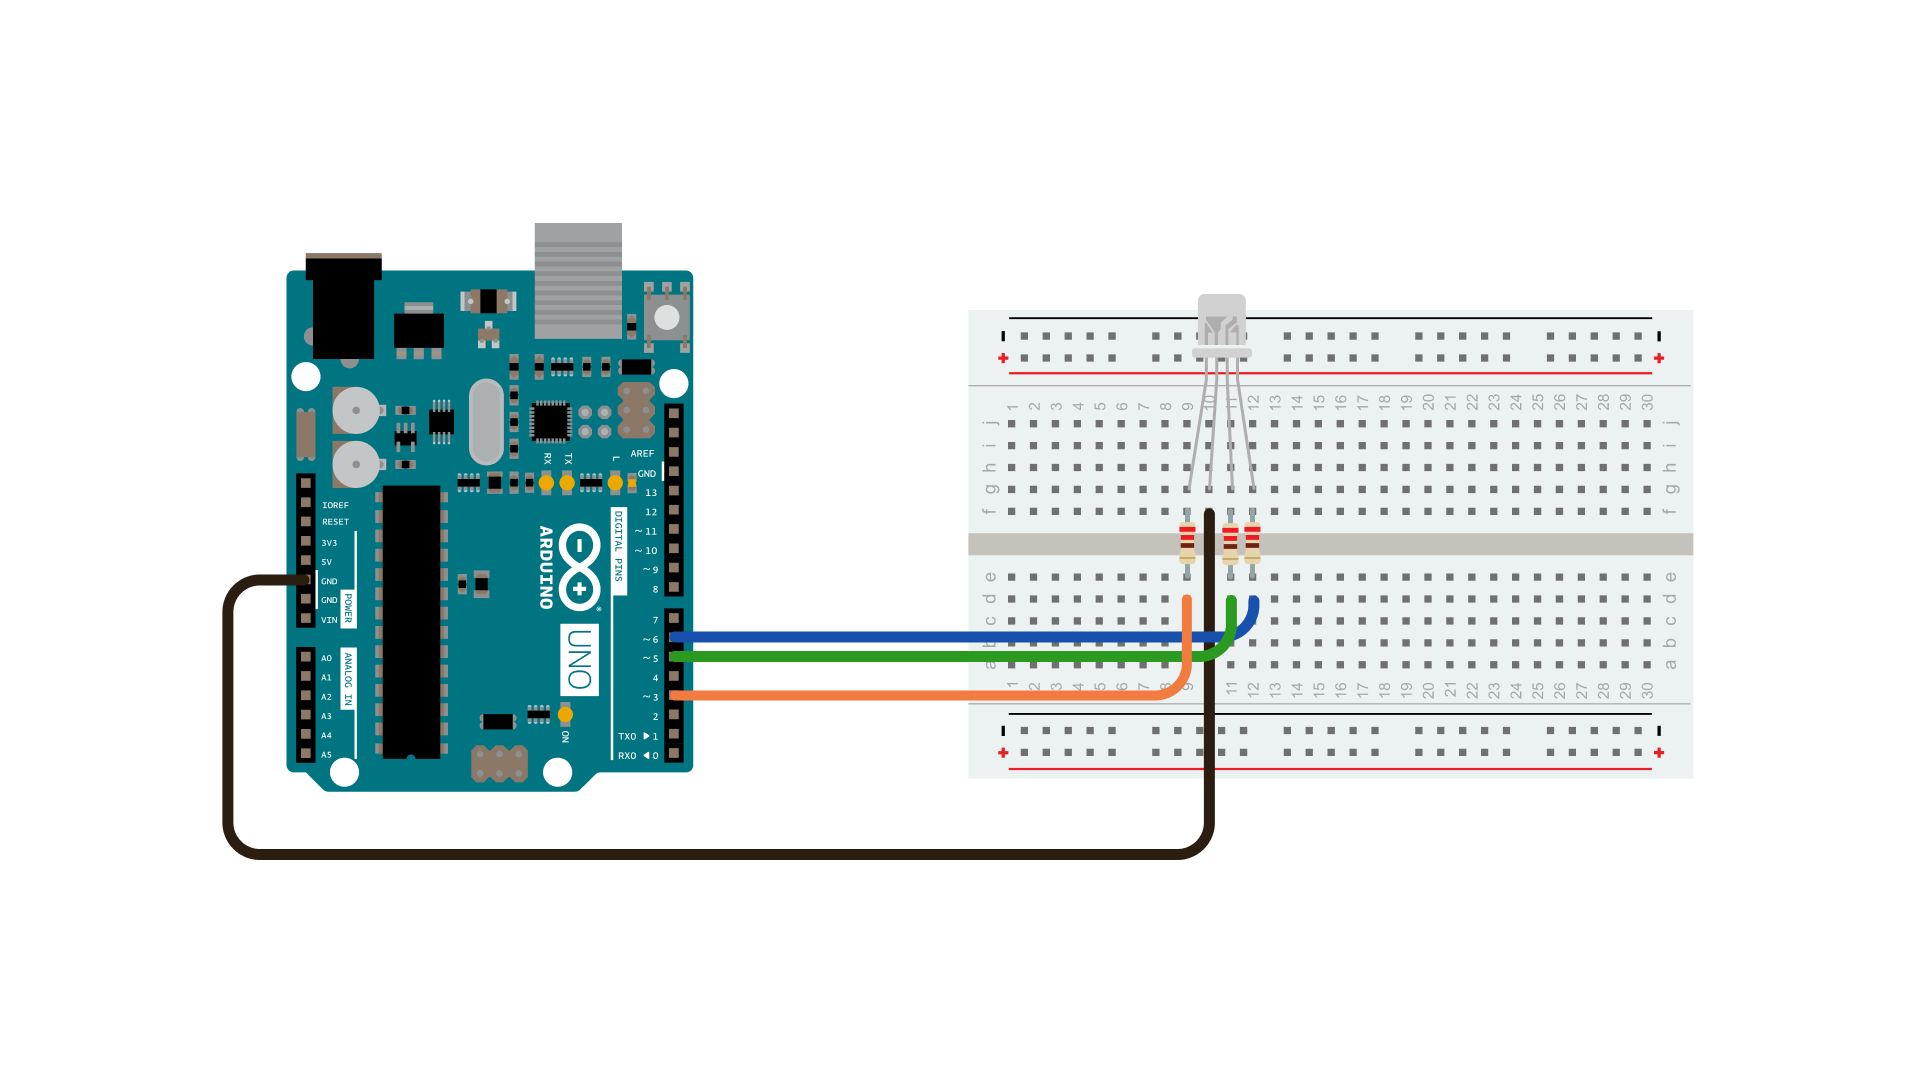 RX
TX
L
AREF
GND
13
12
~ 11
~ 10
~ 9
8
7
~ 6
~ 5
4
~ 3
2
TX0 ▶ 1
RX0 ◀ 0
DIGITAL PINS
ARDUINO
®
UNO
ON
IOREF
RESET
3V3
5V
GND
GND
VIN
POWER
A0
A1
A2
A3
A4
A5
ANALOG IN
1 2 3 4 5 6 7 8 9 10 11 12 13 14 15 16 17 18 19 20 21 22 23 24 25 26 27 28 29 30
j j
i i
h h
g g
f f
e e
d d
c c
b b
a a
1 2 3 4 5 6 7 8 9 11 12 13 14 15 16 17 18 19 20 21 22 23 24 25 26 27 28 29 30